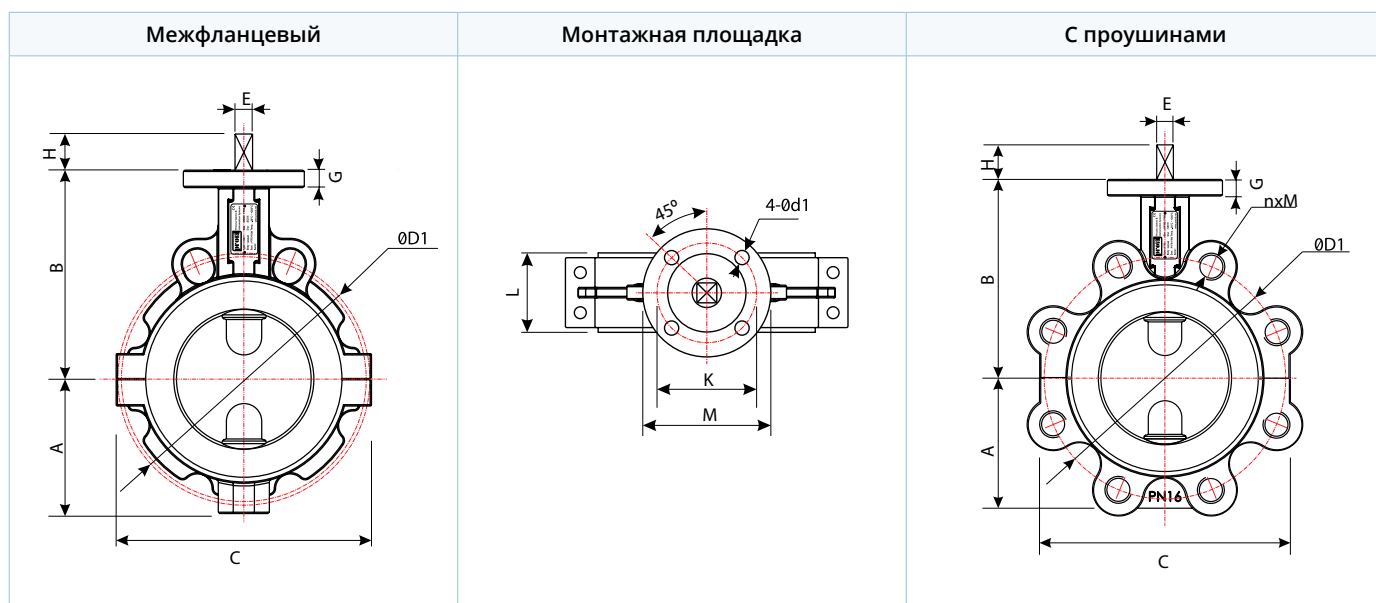 Межфланцевый
Монтажная площадка
С проушинами
E
H
G
B
ØD1
A
C
45°
4-Ød1
L
K
M
E
H
G
nxM
ØD1
B
A
PN16
C